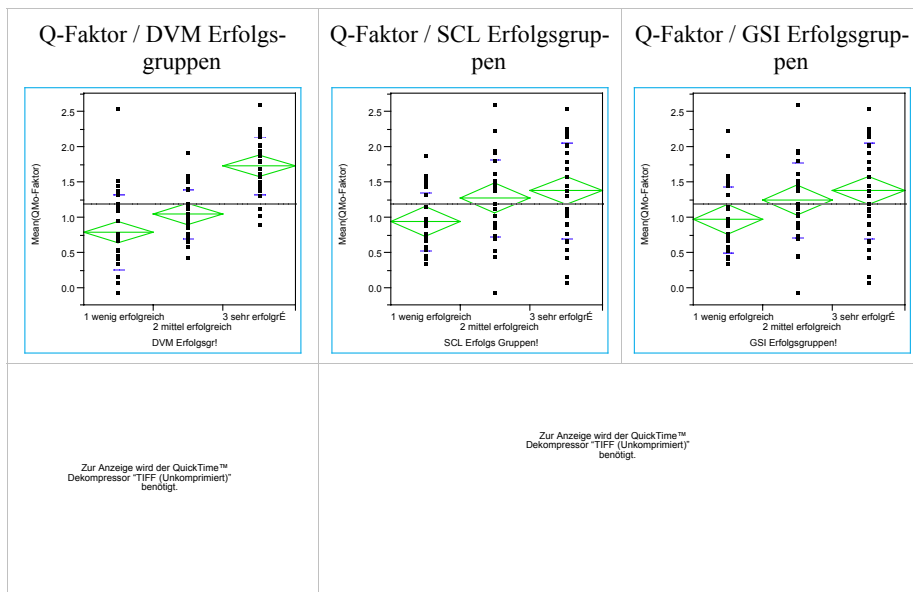 Q-Faktor / DVM Erfolgs-
gruppen
Q-Faktor / SCL Erfolgsgrup-
pen
Q-Faktor / GSI Erfolgsgrup-
pen
Mean(QMo-Faktor)
2.5
2.0
1.5
1.0
0.5
0.0
1 wenig erfolgreich
2 mittel erfolgreich
3 sehr erfolgrÉ
DVM Erfolgsgr!
Mean(QMo-Faktor)
2.5
2.0
1.5
1.0
0.5
0.0
1 wenig erfolgreich
2 mittel erfolgreich
3 sehr erfolgrÉ
SCL Erfolgs Gruppen!
Mean(QMo-Faktor)
2.5
2.0
1.5
1.0
0.5
0.0
1 wenig erfolgreich
2 mittel erfolgreich
3 sehr erfolgrÉ
GSI Erfolgsgruppen!
Zur Anzeige wird der QuickTime™
Dekompressor “TIFF (Unkomprimiert)”
benötigt.
Zur Anzeige wird der QuickTime™
Dekompressor “TIFF (Unkomprimiert)”
benötigt.